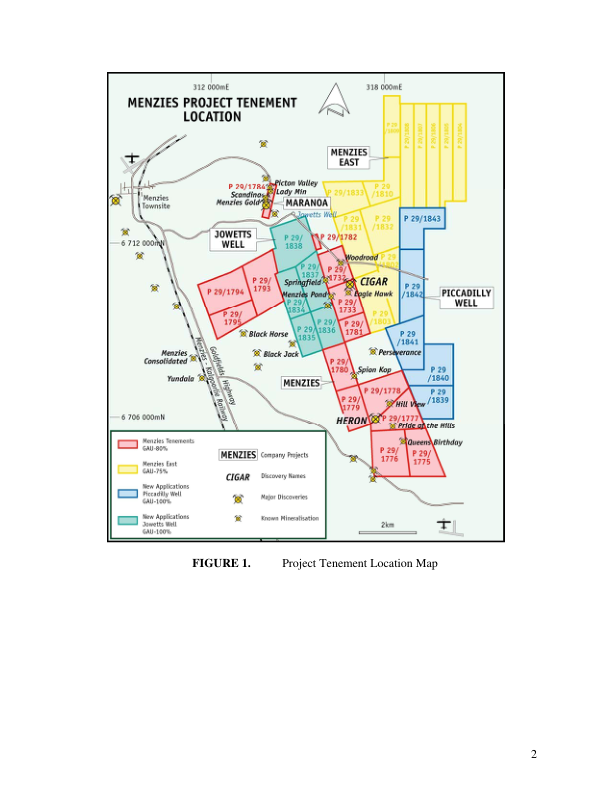 312 000mE
318 000mE
MENZIES PROJECT TENEMENT
LOCATION
MENZIES
EAST
Menzies
Townsite
P 29/1784
Picton Valley
Lady Min
Scandinas
Menzies Gold
MARANOA
Jowetts Well
P 29/1833
P 29
/1810
P 29
/1831
P 29
/1832
P 29/1843
JOWETTS
WELL
P 29/
1838
P 29/1782
6 712 000mN
Woodroad
P 29/
1837
P 29
/1732
CIGAR
Springfield
Eagle Hawk
Menzies Pond
P 29
/1842
PICCADILLY
WELL
P 29/1794
P 29/
1793
P 29/
1795
P 29
/1834
P 29
/1733
P 29
/1836
P 29/
1835
P 29/
1781
Black Horse
P 29
/1841
Menzies
Consolidated
Black Jack
Perseverance
Yundala
Goldfields Highway
Menzies - Kalgoorlie Railway
P 29/
1780
Spion Kop
P 29
/1840
MENZIES
P 29/1778
P 29
/1839
P 29/
1779
Hill View
6 706 000mN
HERON
P 29/1777
Pride of the Hills
Queens Birthday
P 29/
1776
P 29/
1775
Menzies Tenements
GAU-80%
Menzies East
GAU-75%
New Applications
Piccadilly Well
GAU-100%
New Applications
Jowetts Well
GAU-100%
MENZIES
Company Projects
CIGAR
Discovery Names
Major Discoveries
Known Mineralisation
2km
FIGURE 1. Project Tenement Location Map
2